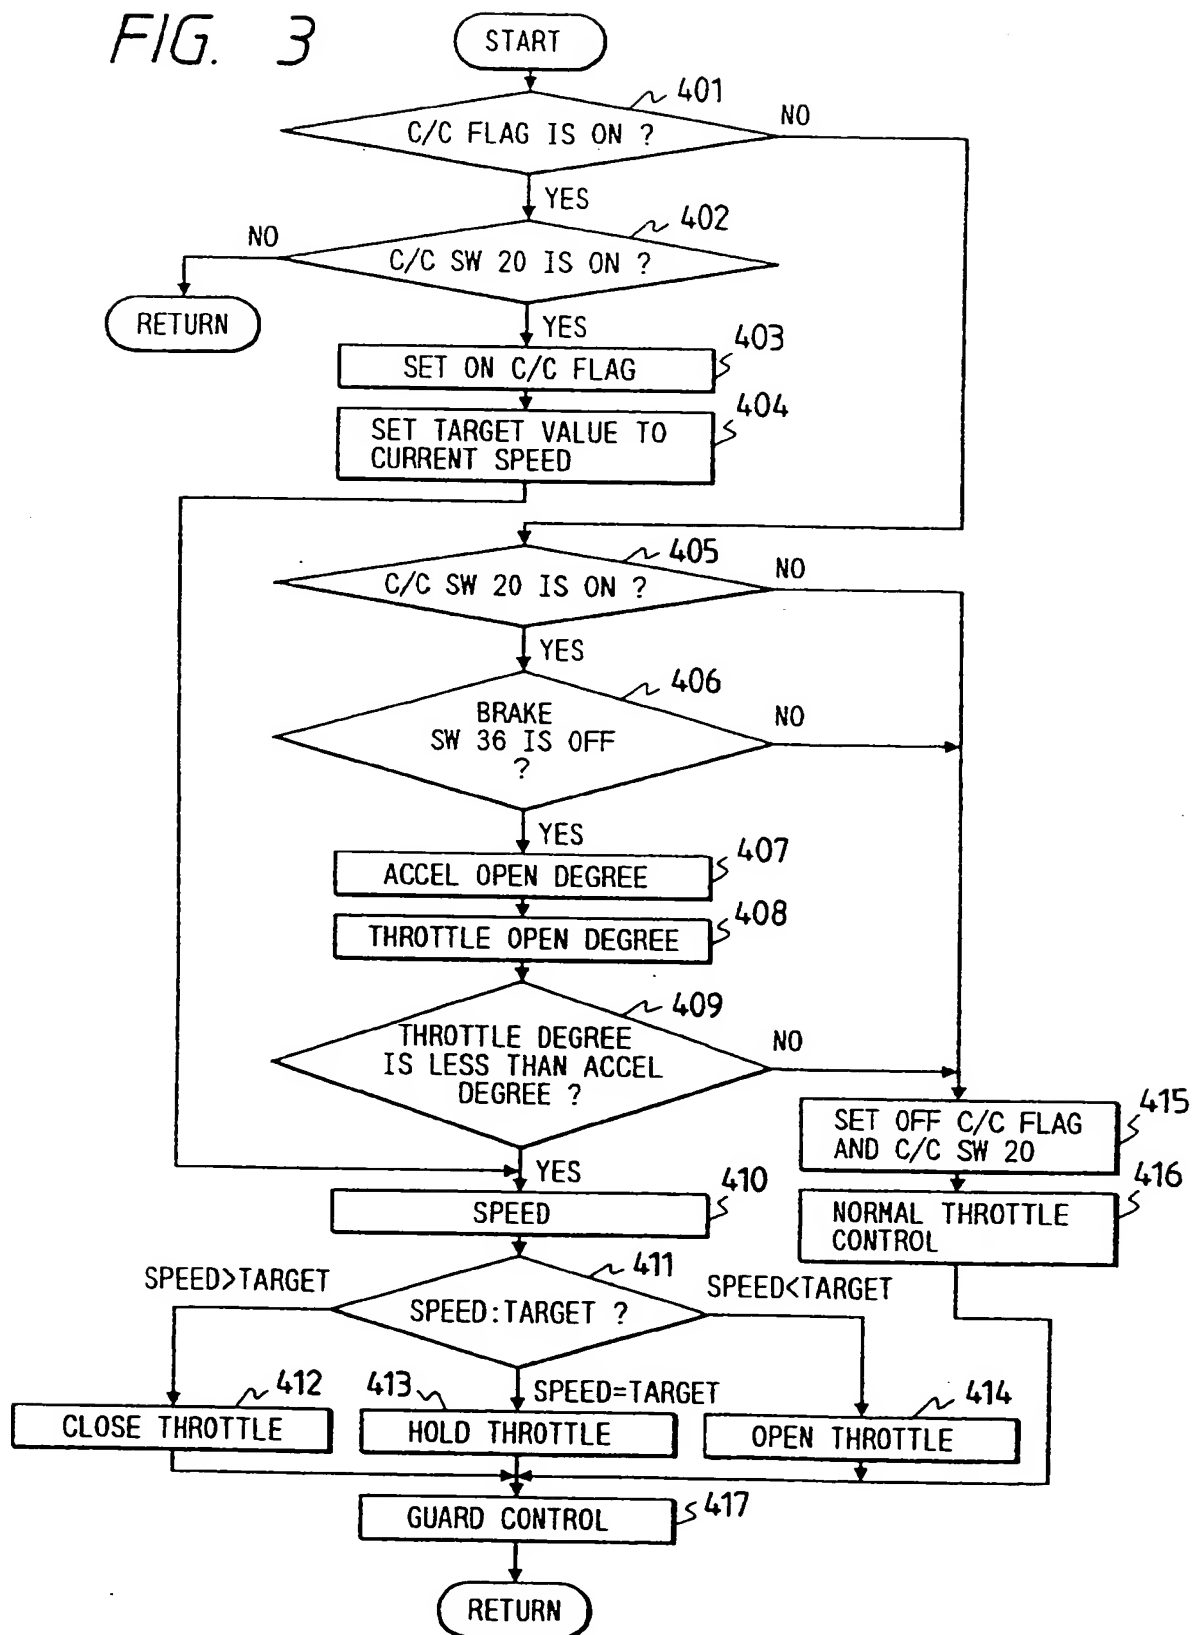 FIG. 3
START
401
C/C FLAG IS ON ?
NO
YES
402
NO
C/C SW 20 IS ON ?
RETURN
YES
403
SET ON C/C FLAG
404
SET TARGET VALUE TO
CURRENT SPEED
405
C/C SW 20 IS ON ?
NO
YES
406
BRAKE
SW 36 IS OFF
?
NO
YES
407
ACCEL OPEN DEGREE
408
THROTTLE OPEN DEGREE
409
THROTTLE DEGREE
IS LESS THAN ACCEL
DEGREE ?
NO
415
SET OFF C/C FLAG
AND C/C SW 20
YES
410
SPEED
416
NORMAL THROTTLE
CONTROL
411
SPEED>TARGET
SPEED:TARGET ?
SPEED<TARGET
412
413
SPEED=TARGET
414
CLOSE THROTTLE
HOLD THROTTLE
OPEN THROTTLE
417
GUARD CONTROL
RETURN